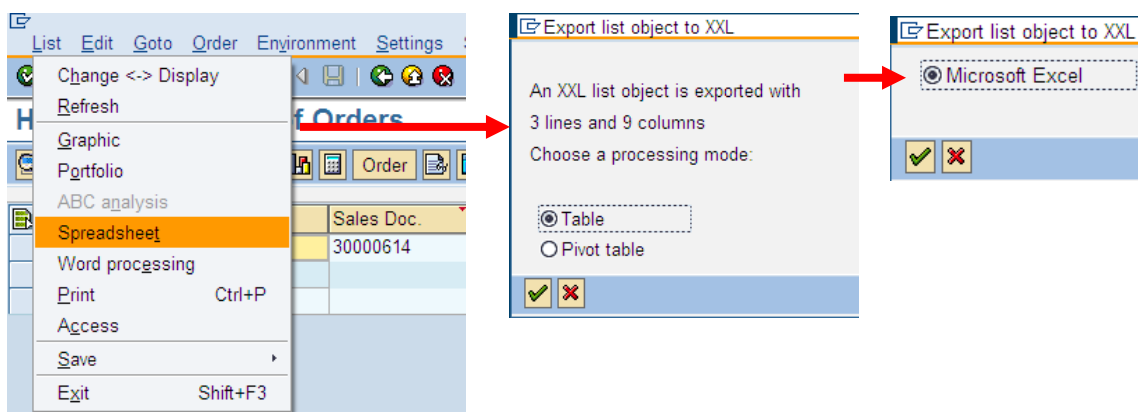 List Edit Goto Order Environment Settings
Change <-> Display
Refresh
f Orders
Graphic
Portfolio
Order
ABC analysis
Sales Doc.
Spreadsheet
30000614
Word processing
Print Ctrl+P
Access
Save
Exit Shift+F3
Export list object to XXL
An XXL list object is exported with
3 lines and 9 columns
Choose a processing mode:
Table
Pivot table
Export list object to XXL
Microsoft Excel